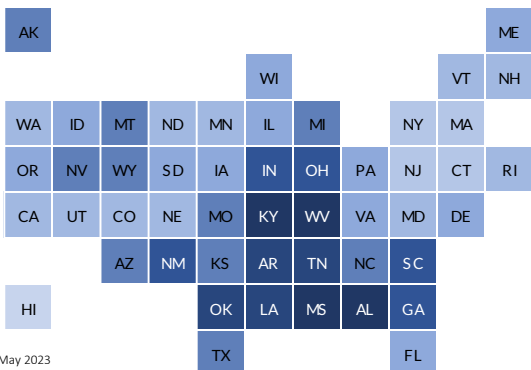 AK ME
WI VT NH
WA ID MT ND MN IL MI NY MA
OR NV WY SD IA IN OH PA NJ CT RI
CA UT CO NE MO KY WV VA MD DE
AZ NM KS AR TN NC SC
HI OK LA MS AL GA
May 2023 TX FL